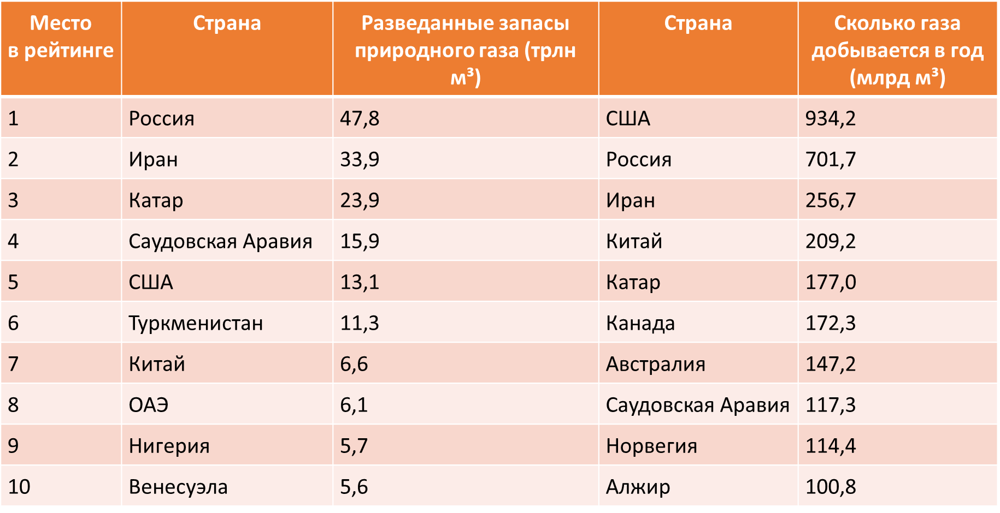 Место
в рейтинге
Страна
Разведанные запасы
природного газа (трлн
м³)
Страна
Сколько газа
добывается в год
(млрд м³)
1 Россия 47,8 США 934,2
2 Иран 33,9 Россия 701,7
3 Катар 23,9 Иран 256,7
4 Саудовская Аравия 15,9 Китай 209,2
5 США 13,1 Катар 177,0
6 Туркменистан 11,3 Канада 172,3
7 Китай 6,6 Австралия 147,2
8 ОАЭ 6,1 Саудовская Аравия 117,3
9 Нигерия 5,7 Норвегия 114,4
10 Венесуэла 5,6 Алжир 100,8